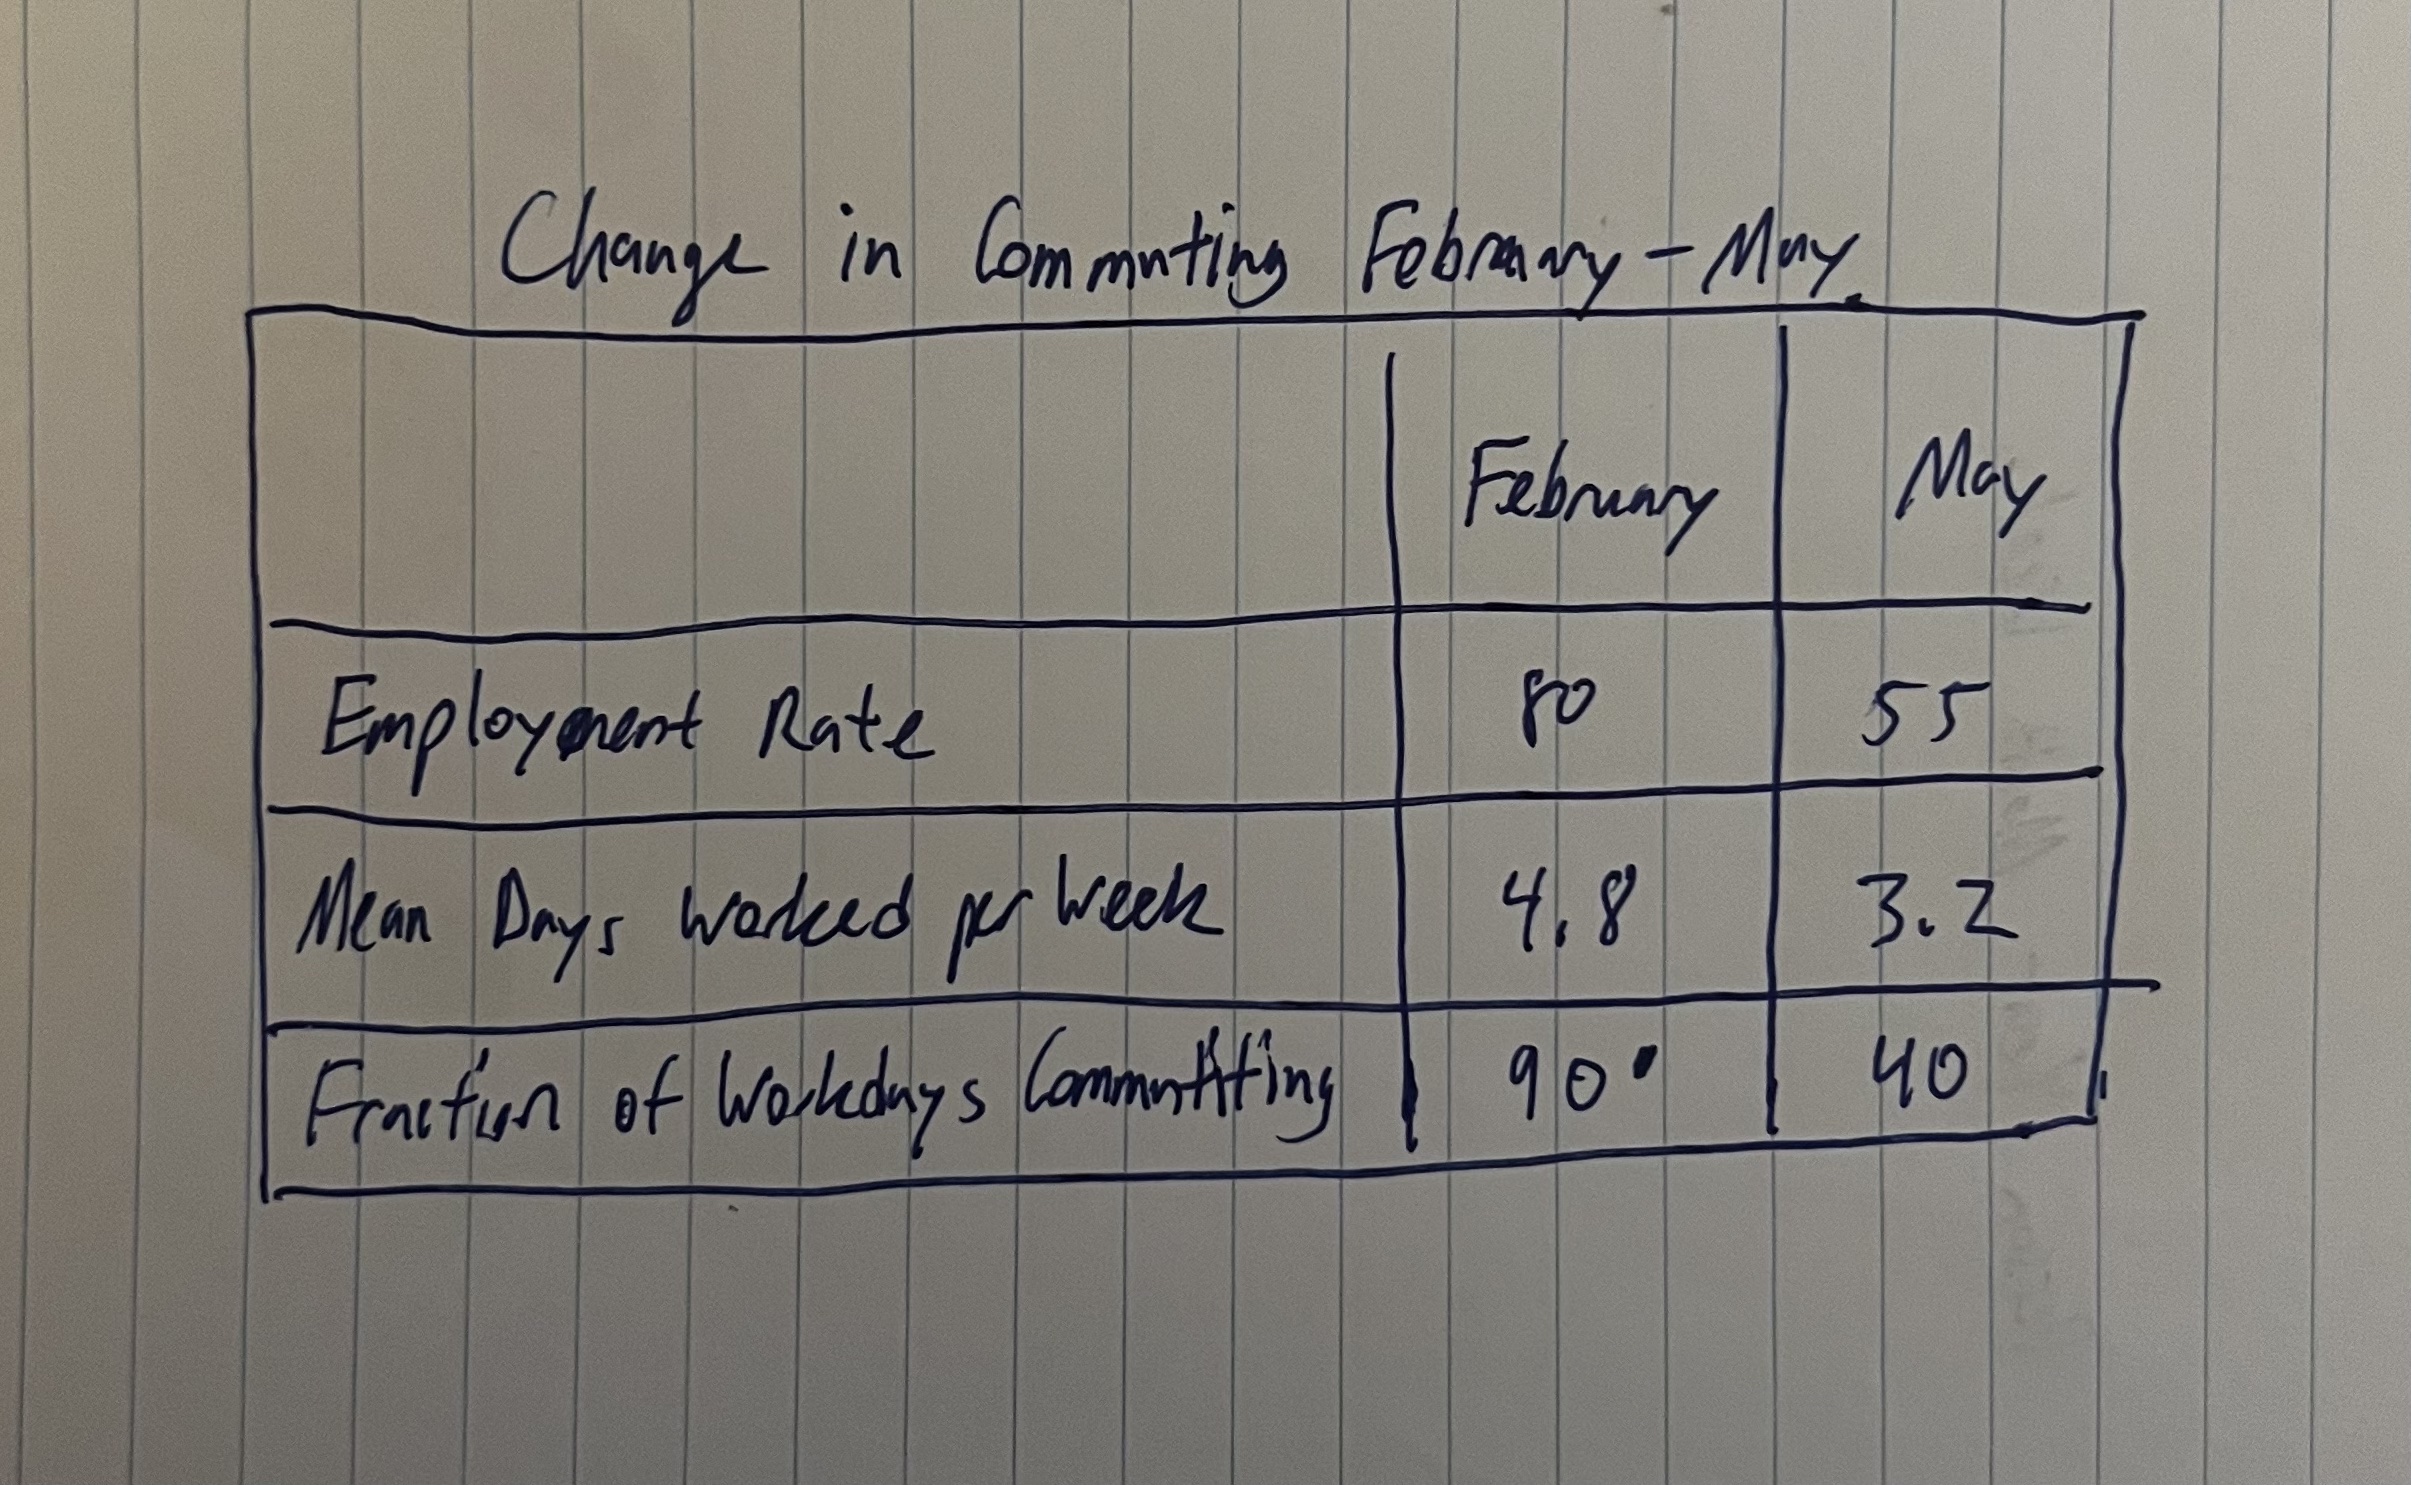 Change in Commuting February - May
February May
Employment Rate 80 55
Mean Days Worked per Week 4.8 3.2
Fraction of Workdays Commutting 90 40